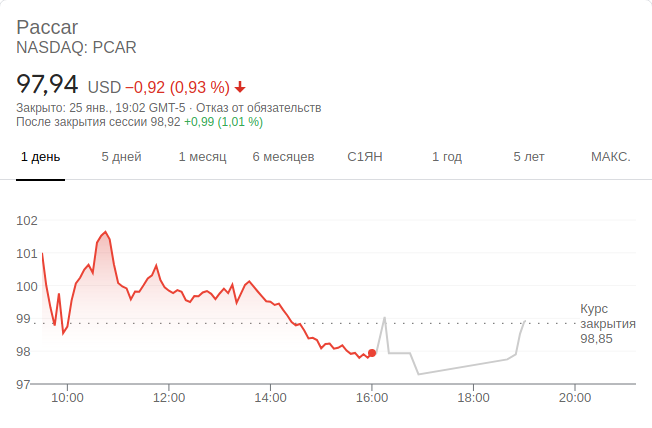 Paccar
NASDAQ: PCAR
97,94 USD −0,92 (0,93 %)
Закрыто: 25 янв., 19:02 GMT-5 · Отказ от обязательств
После закрытия сессии 98,92 +0,99 (1,01 %)
1 день 5 дней 1 месяц 6 месяцев С1ЯН 1 год 5 лет МАКС.
102
101
100
99
98
97
Курс
закрытия
98,85
10:00 12:00 14:00 16:00 18:00 20:00